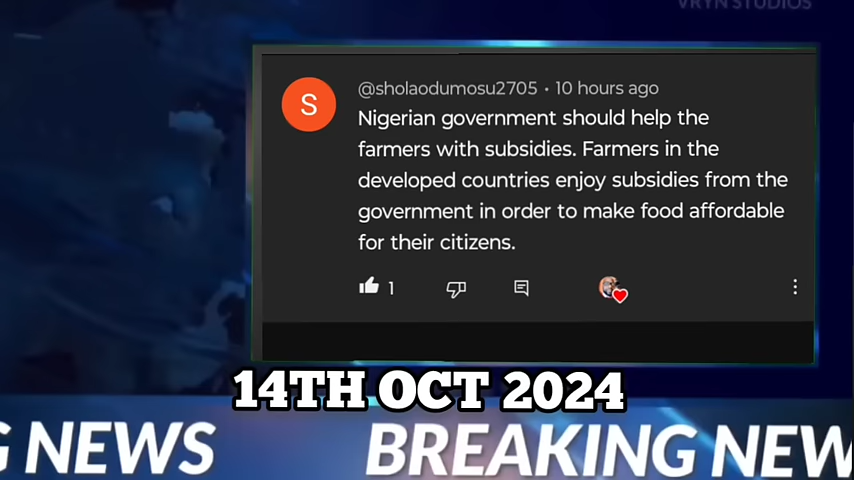 VRYN STUDIOS
S
@sholaodumosu2705 • 10 hours ago
Nigerian government should help the
farmers with subsidies. Farmers in the
developed countries enjoy subsidies from the
government in order to make food affordable
for their citizens.
1
14TH OCT 2024
G NEWS BREAKING NEW